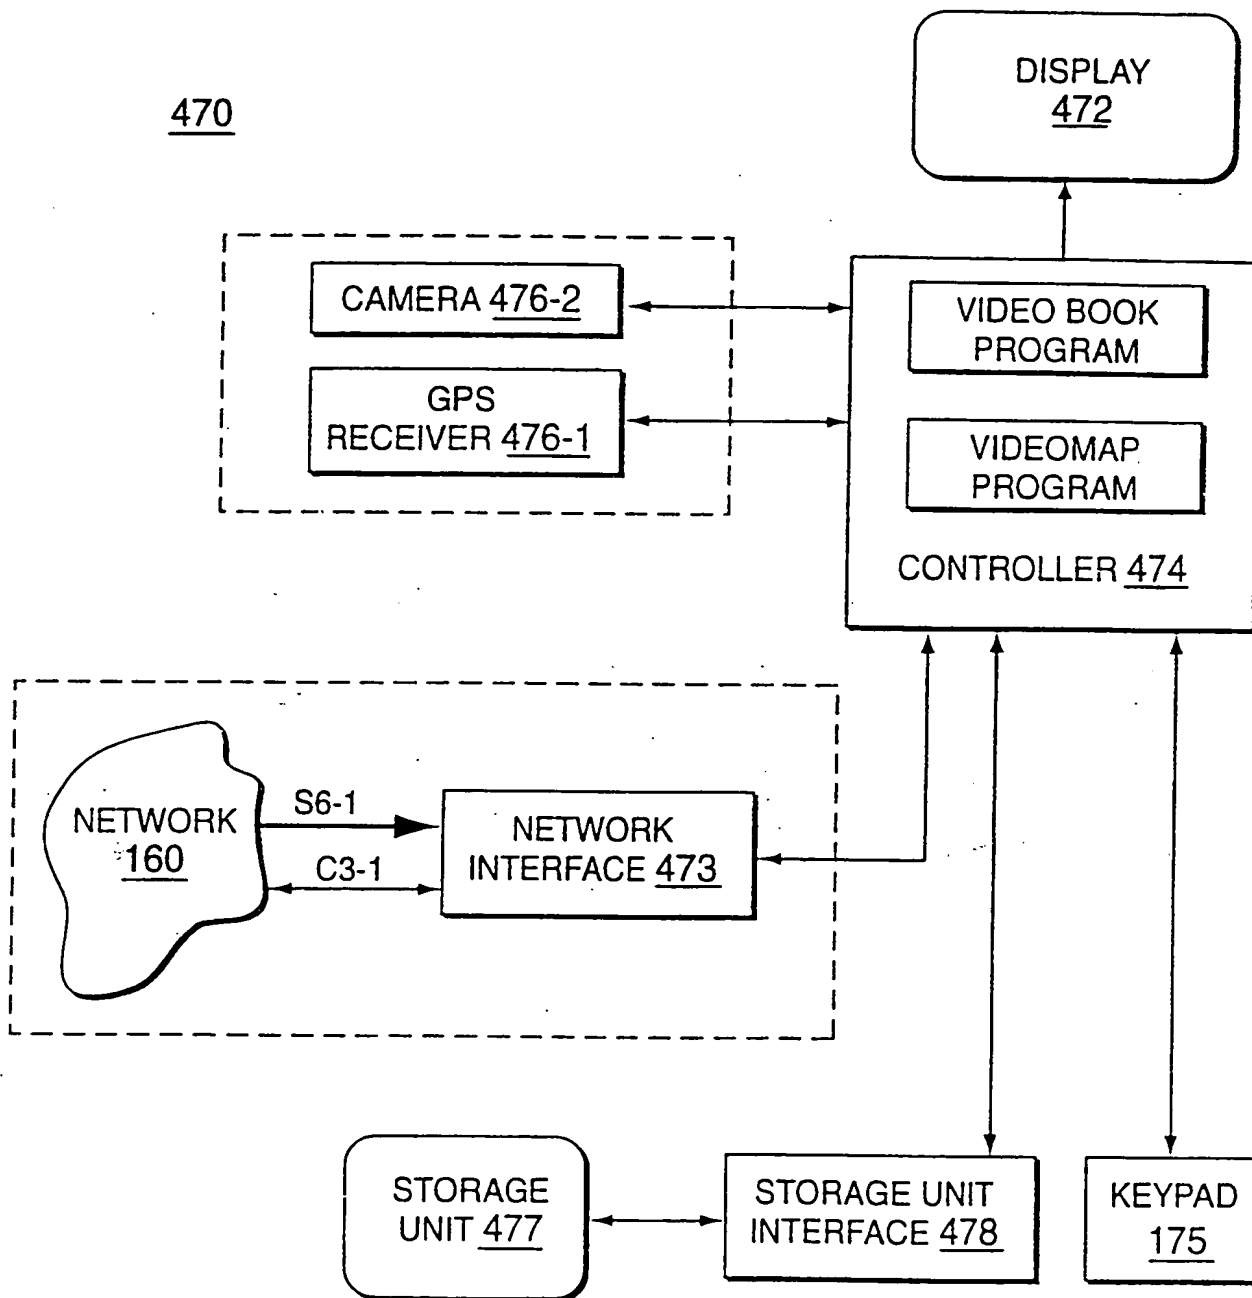 470
DISPLAY
472
CAMERA 476-2
GPS
RECEIVER 476-1
VIDEO BOOK
PROGRAM
VIDEOMAP
PROGRAM
CONTROLLER 474
NETWORK
160
S6-1
C3-1
NETWORK
INTERFACE 473
STORAGE
UNIT 477
STORAGE UNIT
INTERFACE 478
KEYPAD
175